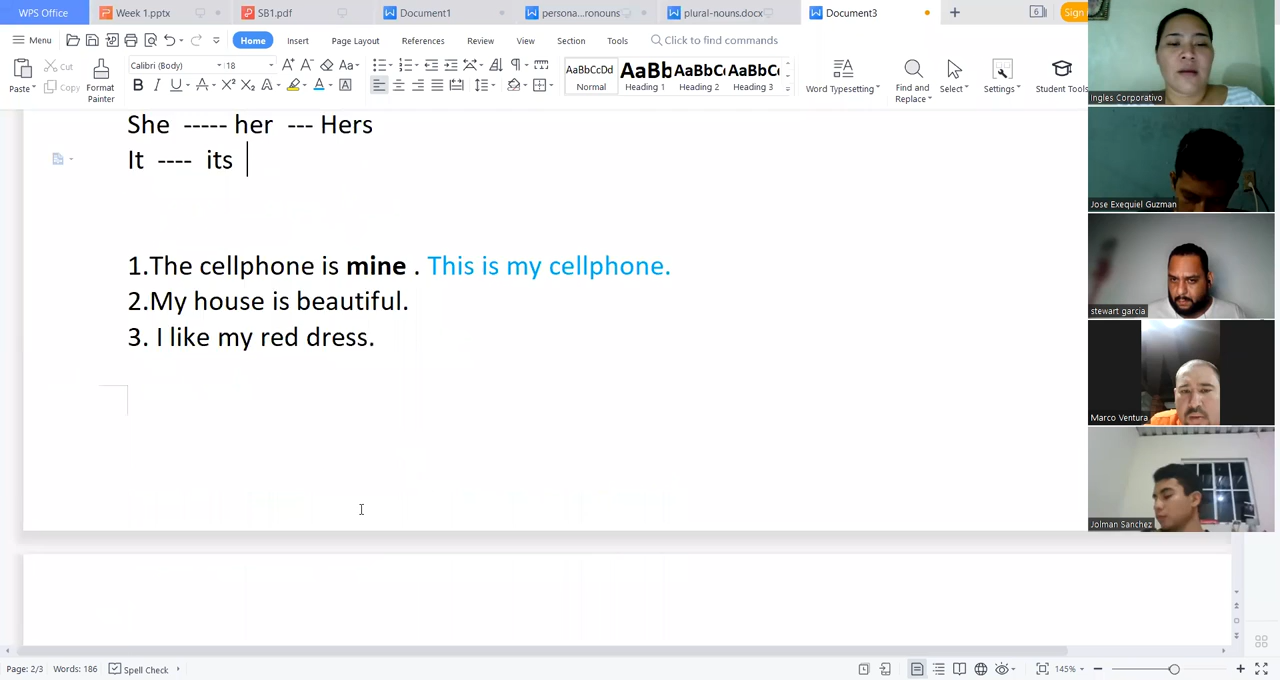 WPS Office Week 1.pptx SB1.pdf Document1 persona...ronouns plural-nouns.docx Document3 Sign
Menu Home Insert Page Layout References Review View Section Tools Click to find commands
Paste Cut Copy Format Painter Calibri (Body) 18 AaBbCcDd Normal AaBb Heading 1 AaBbCc Heading 2 AaBbCc Heading 3 Word Typesetting Find and Replace Select Settings Student Tools
Ingles Corporativo
She ----- her --- Hers
It ---- its
Jose Exequiel Guzman
1.The cellphone is mine . This is my cellphone.
2.My house is beautiful.
stewart garcia
3. I like my red dress.
Marco Ventura
Jolman Sanchez
Page: 2/3 Words: 186 Spell Check 145%